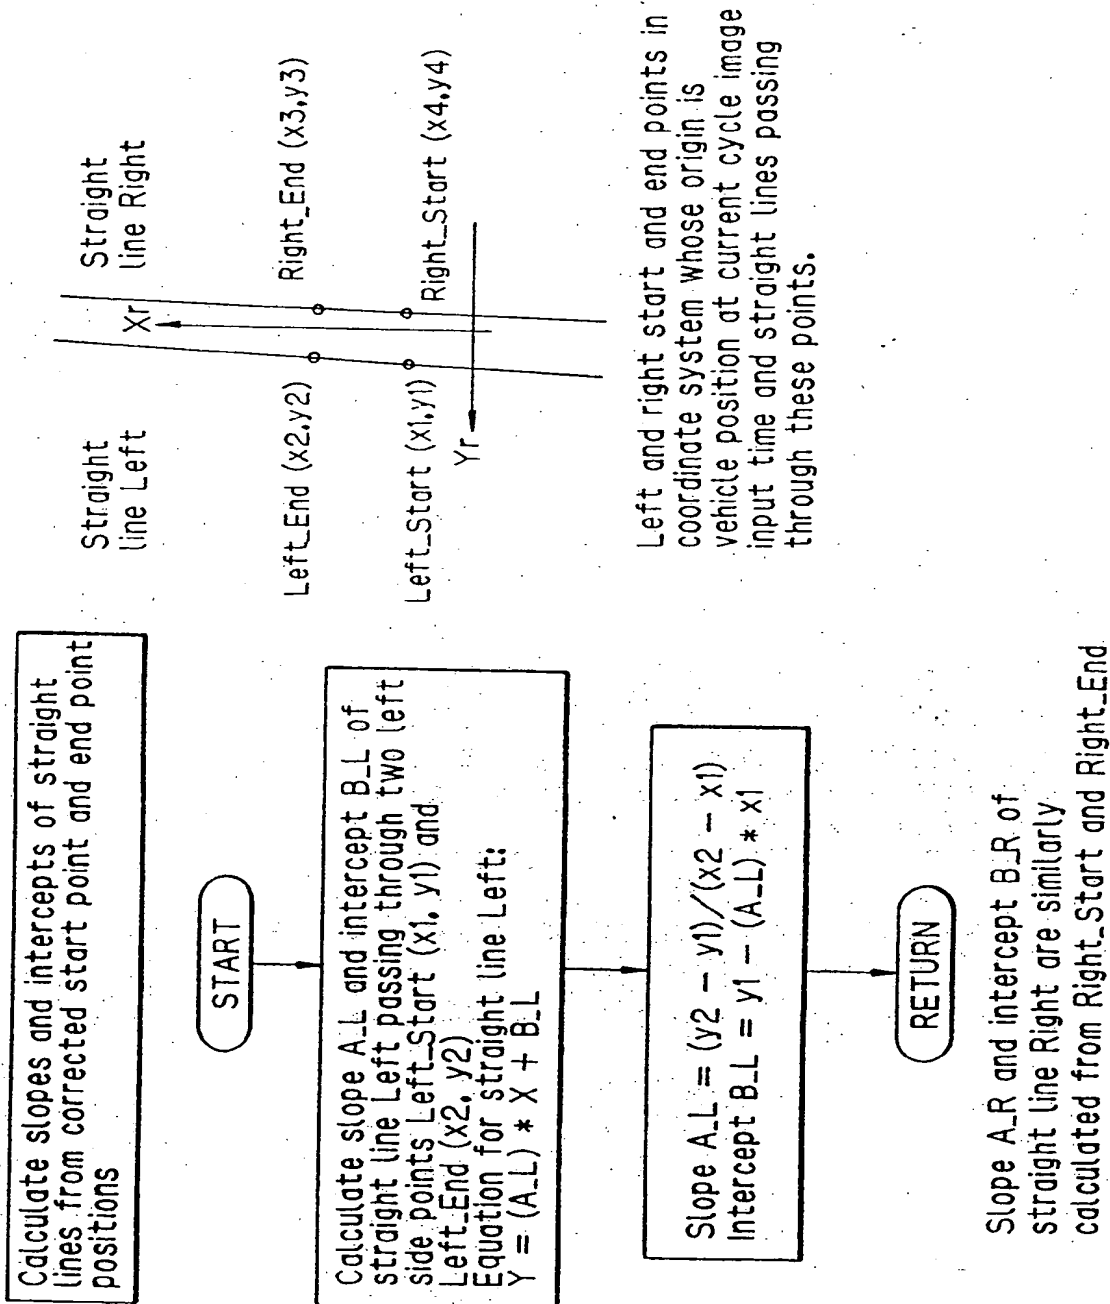 Calculate slopes and intercepts of straight
lines from corrected start point and end point
positions
START
Calculate slope A_L and intercept B_L of
straight line Left passing through two left
side points Left_Start (x1, y1) and
Left_End (x2, y2)
Equation for straight line Left:
Y = (A_L) * X + B_L
Slope A_L = (y2 – y1)/(x2 – x1)
Intercept B_L = y1 – (A_L) * x1
RETURN
Slope A_R and intercept B_R of
straight line Right are similarly
calculated from Right_Start and Right_End
Straight
line Left
Straight
line Right
Xr
Left_End (x2,y2)
Right_End (x3,y3)
Left_Start (x1,y1)
Right_Start (x4,y4)
Yr
Left and right start and end points in
coordinate system whose origin is
vehicle position at current cycle image
input time and straight lines passing
through these points.